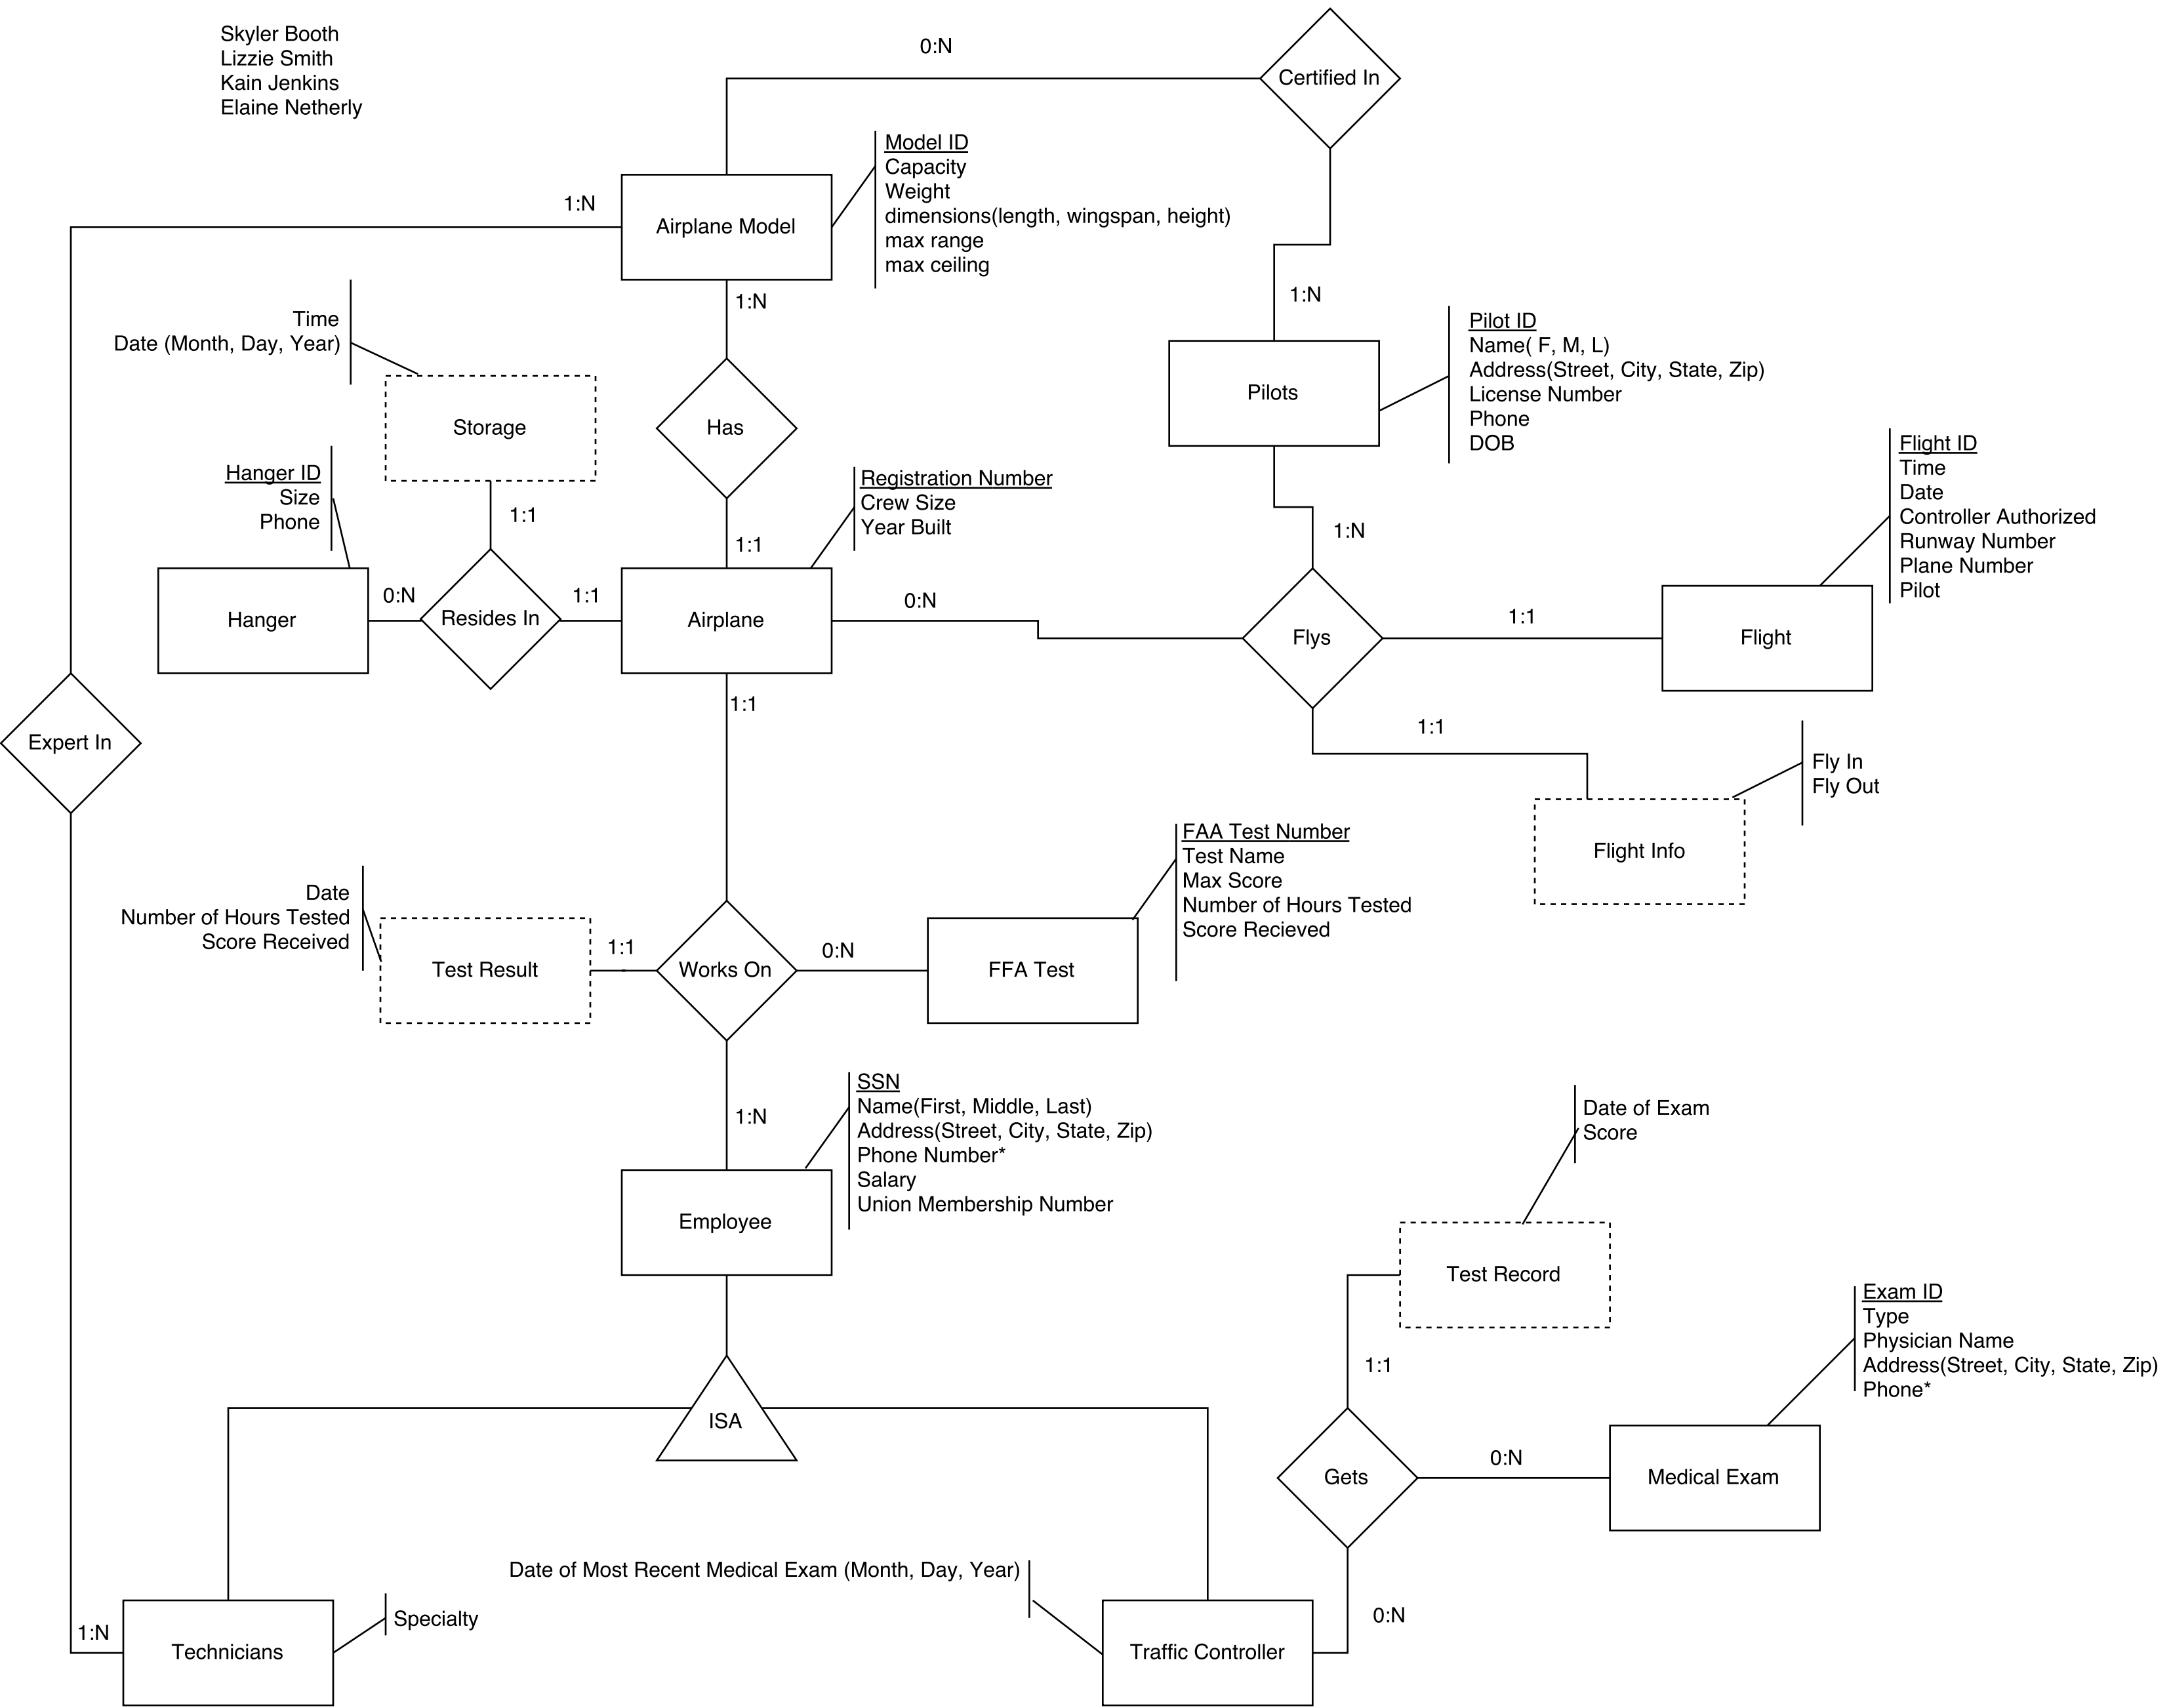 Skyler Booth
Lizzie Smith
Kain Jenkins
Elaine Netherly
0:N
Certified In
Model ID
Capacity
Weight
dimensions(length, wingspan, height)
max range
max ceiling
1:N
Airplane Model
1:N
1:N
Time
Date (Month, Day, Year)
Storage
Has
Pilots
Pilot ID
Name( F, M, L)
Address(Street, City, State, Zip)
License Number
Phone
DOB
Hanger ID
Size
Phone
1:1
Registration Number
Crew Size
Year Built
1:1
1:N
Flight ID
Time
Date
Controller Authorized
Runway Number
Plane Number
Pilot
Hanger
0:N
Resides In
1:1
Airplane
0:N
Flys
1:1
Flight
1:1
1:1
Expert In
Fly In
Fly Out
Flight Info
Date
Number of Hours Tested
Score Received
Test Result
1:1
Works On
0:N
FFA Test
FAA Test Number
Test Name
Max Score
Number of Hours Tested
Score Recieved
1:N
SSN
Name(First, Middle, Last)
Address(Street, City, State, Zip)
Phone Number*
Salary
Union Membership Number
Employee
Date of Exam
Score
Test Record
1:1
ISA
Exam ID
Type
Physician Name
Address(Street, City, State, Zip)
Phone*
Gets
0:N
Medical Exam
Date of Most Recent Medical Exam (Month, Day, Year)
0:N
1:N
Technicians
Specialty
Traffic Controller